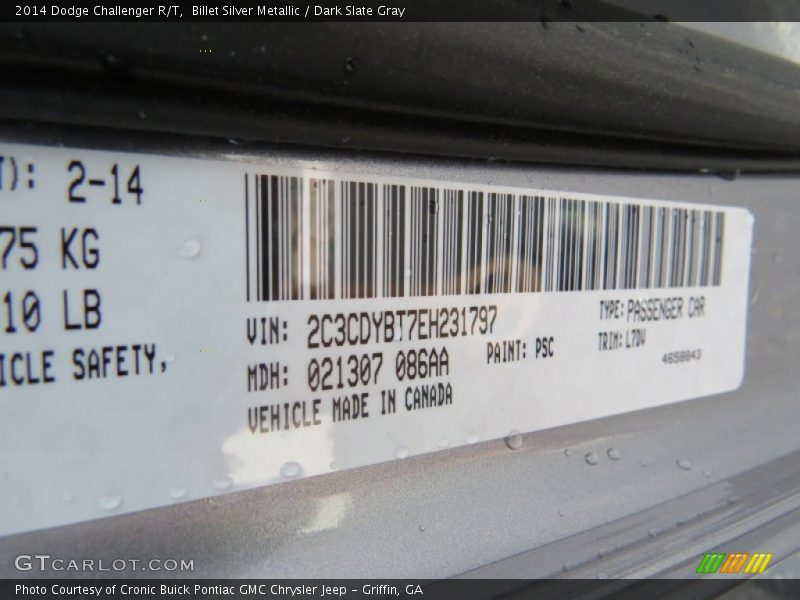 2014 Dodge Challenger R/T,  Billet Silver Metallic / Dark Slate Gray
T): 2-14
75 KG
10 LB
ICLE SAFETY,
VIN: 2C3CDYBT7EH231797
MDH: 021307 086AA
VEHICLE MADE IN CANADA
PAINT: PSC
TYPE: PASSENGER CAR
TRIM: L7DV
4658843
GTCARLOT.COM
Photo Courtesy of Cronic Buick Pontiac GMC Chrysler Jeep - Griffin, GA